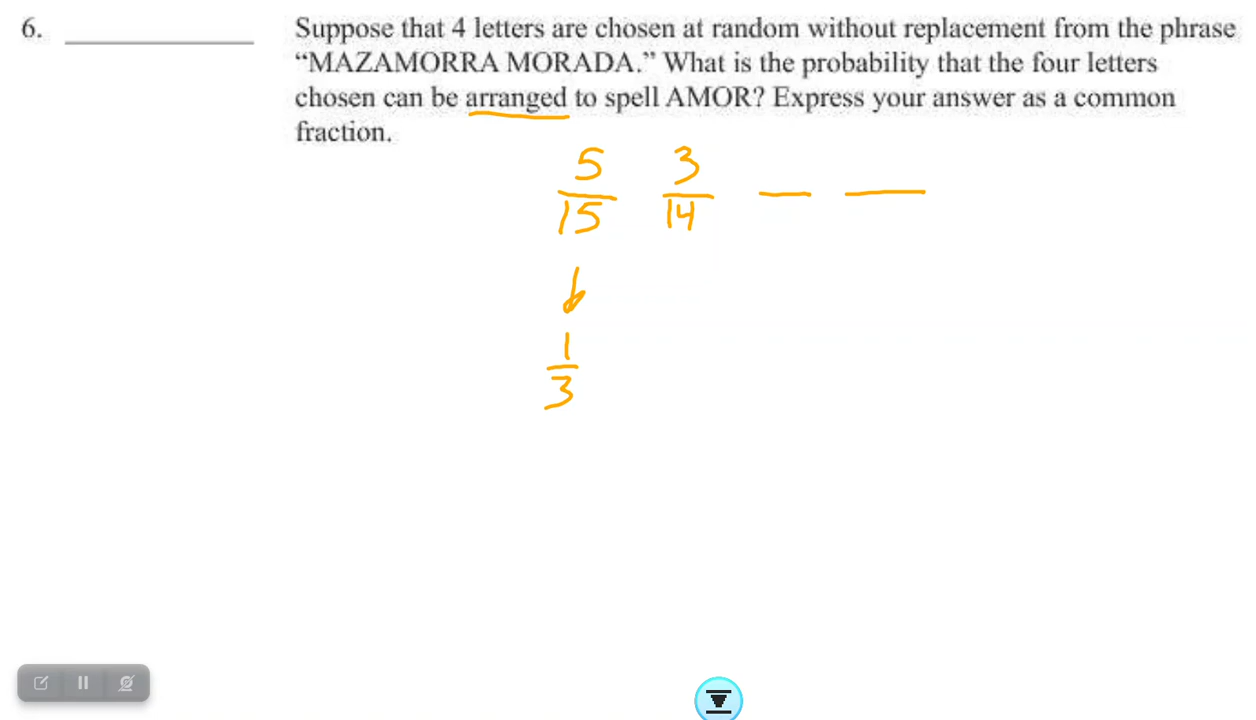 6. ____________ Suppose that 4 letters are chosen at random without replacement from the phrase
“MAZAMORRA MORADA.” What is the probability that the four letters
chosen can be arranged to spell AMOR? Express your answer as a common
fraction.
5 3
15 14
1
3